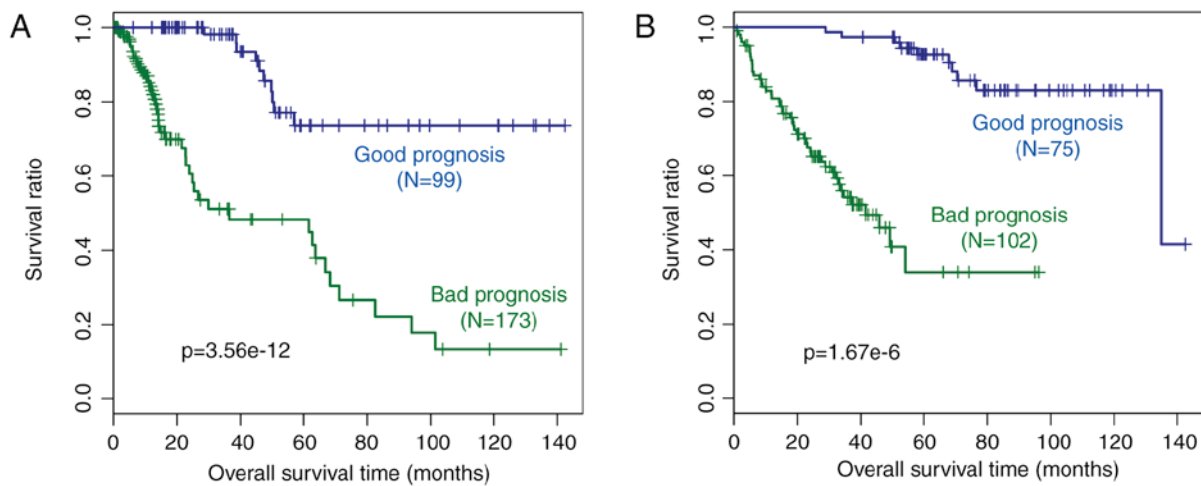 A
Survival ratio
1.0
0.8
0.6
0.4
0.2
0.0
Good prognosis
(N=99)
Bad prognosis
(N=173)
p=3.56e-12
0 20 40 60 80 100 120 140
Overall survival time (months)
B
Survival ratio
1.0
0.8
0.6
0.4
0.2
0.0
Good prognosis
(N=75)
Bad prognosis
(N=102)
p=1.67e-6
0 20 40 60 80 100 120 140
Overall survival time (months)